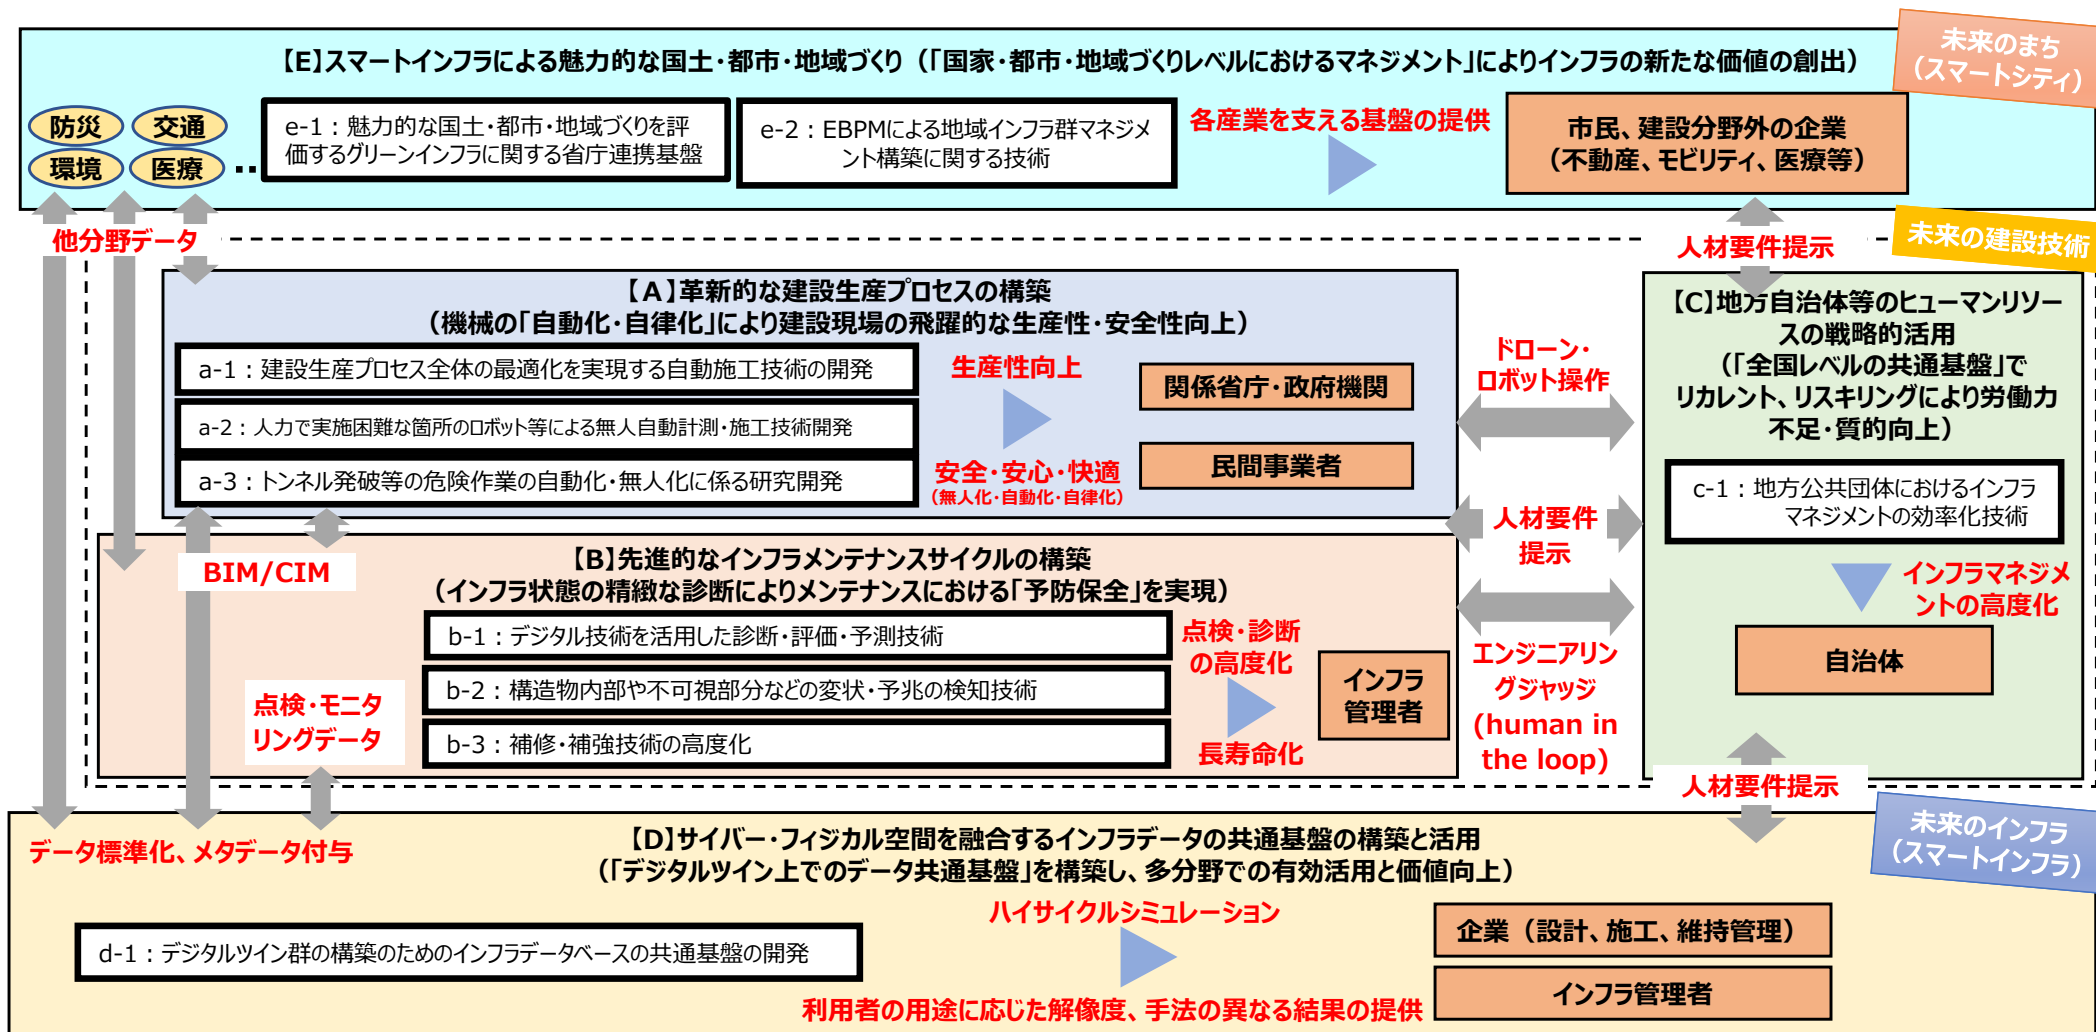 未来のまち
（スマートシティ）
【E】スマートインフラによる魅力的な国土・都市・地域づくり（「国家・都市・地域づくりレベルにおけるマネジメント」によりインフラの新たな価値の創出）
防災
交通
環境
医療
‥
e-1：魅力的な国土・都市・地域づくりを評
価するグリーンインフラに関する省庁連携基盤
e-2：EBPMによる地域インフラ群マネジメ
ント構築に関する技術
各産業を支える基盤の提供
市民、建設分野外の企業
（不動産、モビリティ、医療等）
他分野データ
人材要件提示
未来の建設技術
【A】革新的な建設生産プロセスの構築
（機械の「自動化・自律化」により建設現場の飛躍的な生産性・安全性向上）
a-1：建設生産プロセス全体の最適化を実現する自動施工技術の開発
a-2：人力で実施困難な箇所のロボット等による無人自動計測・施工技術開発
a-3：トンネル発破等の危険作業の自動化・無人化に係る研究開発
生産性向上
安全・安心・快適
（無人化・自動化・自律化）
関係省庁・政府機関
民間事業者
ドローン・
ロボット操作
人材要件
提示
【C】地方自治体等のヒューマンリソー
スの戦略的活用
（「全国レベルの共通基盤」で
リカレント、リスキリングにより労働力
不足・質的向上）
c-1：地方公共団体におけるインフラ
マネジメントの効率化技術
インフラマネジメ
ントの高度化
自治体
BIM/CIM
【B】先進的なインフラメンテナンスサイクルの構築
（インフラ状態の精緻な診断によりメンテナンスにおける「予防保全」を実現）
b-1：デジタル技術を活用した診断・評価・予測技術
b-2：構造物内部や不可視部分などの変状・予兆の検知技術
b-3：補修・補強技術の高度化
点検・診断
の高度化
長寿命化
インフラ
管理者
エンジニアリン
グジャッジ
(human in
the loop)
点検・モニタ
リングデータ
人材要件提示
未来のインフラ
（スマートインフラ）
データ標準化、メタデータ付与
【D】サイバー・フィジカル空間を融合するインフラデータの共通基盤の構築と活用
（「デジタルツイン上でのデータ共通基盤」を構築し、多分野での有効活用と価値向上）
d-1：デジタルツイン群の構築のためのインフラデータベースの共通基盤の開発
ハイサイクルシミュレーション
利用者の用途に応じた解像度、手法の異なる結果の提供
企業（設計、施工、維持管理）
インフラ管理者